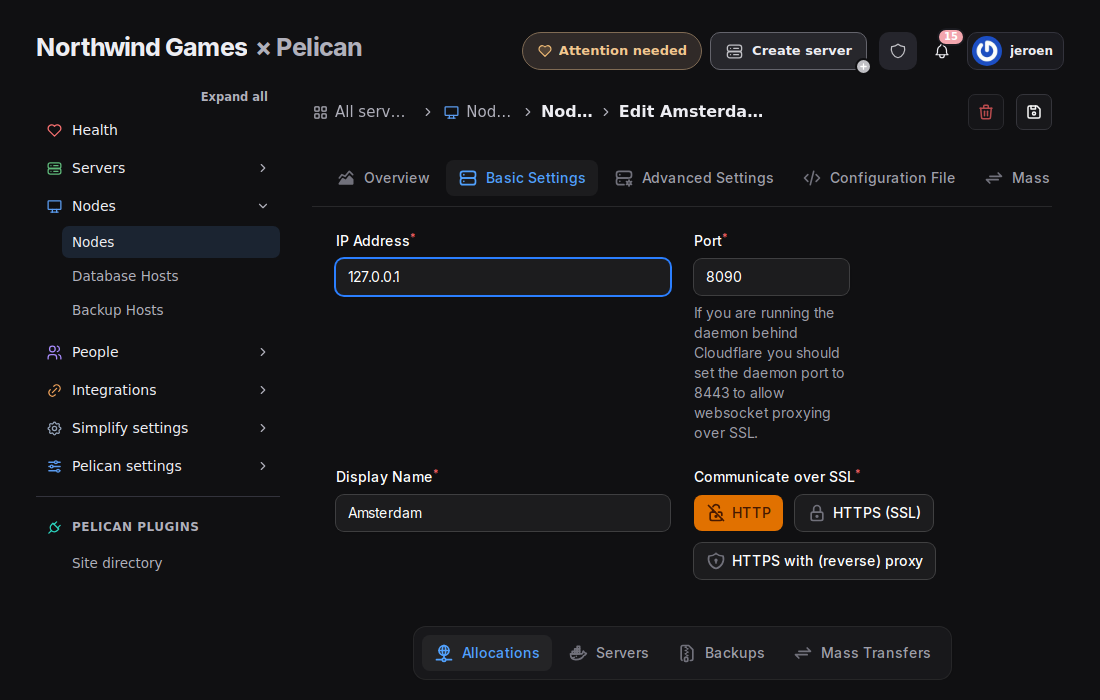 Northwind Games × Pelican
Attention needed
Create server
15
jeroen
Expand all
Health
Servers
Nodes
Nodes
Database Hosts
Backup Hosts
People
Integrations
Simplify settings
Pelican settings
PELICAN PLUGINS
Site directory
All serv... > Nod... > Nod... > Edit Amsterda...
Overview
Basic Settings
Advanced Settings
Configuration File
Mass
IP Address*
127.0.0.1
Port*
8090
If you are running the
daemon behind
Cloudflare you should
set the daemon port to
8443 to allow
websocket proxying
over SSL.
Display Name*
Amsterdam
Communicate over SSL*
HTTP
HTTPS (SSL)
HTTPS with (reverse) proxy
Allocations
Servers
Backups
Mass Transfers